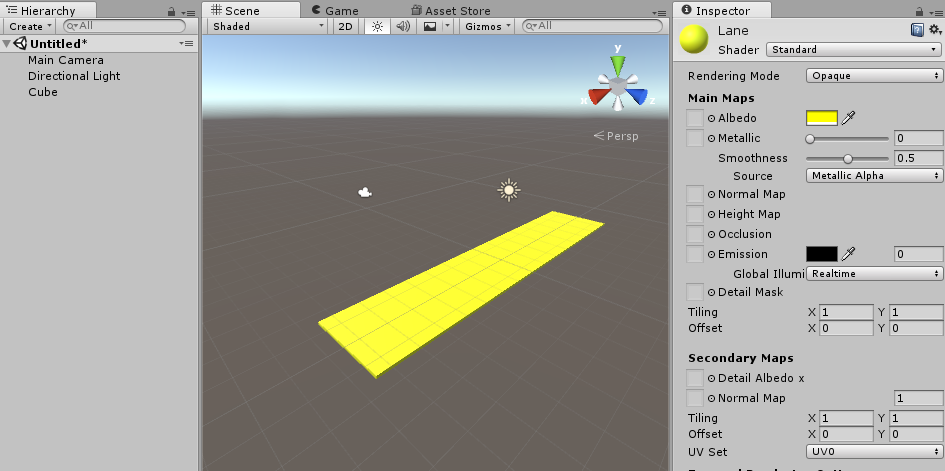 Hierarchy
Create
All
Untitled*
Main Camera
Directional Light
Cube
Scene
Game
Asset Store
Shaded
2D
Gizmos
All
y
x
z
Persp
Inspector
Lane
Shader Standard
Rendering Mode Opaque
Main Maps
Albedo
Metallic 0
Smoothness 0.5
Source Metallic Alpha
Normal Map
Height Map
Occlusion
Emission 0
Global Illumi Realtime
Detail Mask
Tiling X 1 Y 1
Offset X 0 Y 0
Secondary Maps
Detail Albedo x
Normal Map 1
Tiling X 1 Y 1
Offset X 0 Y 0
UV Set UV0